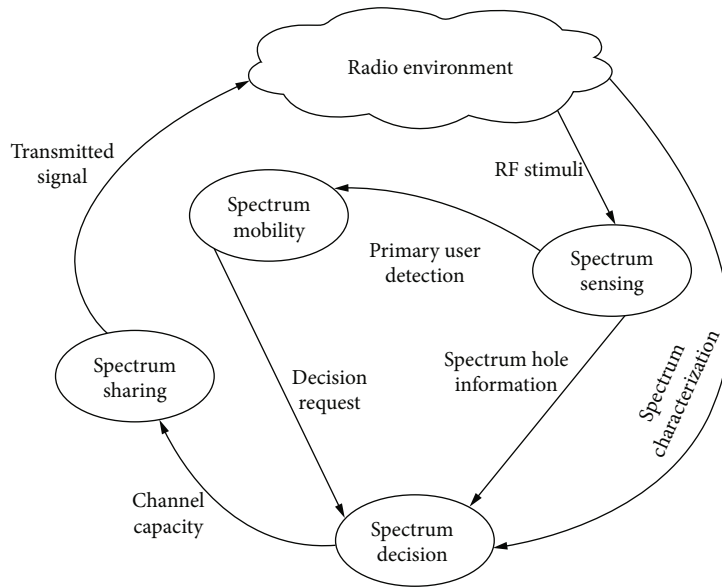 Radio environment
Transmitted
signal
RF stimuli
Spectrum
mobility
Primary user
detection
Spectrum
sensing
Spectrum
sharing
Decision
request
Spectrum hole
information
Spectrum
characterization
Channel
capacity
Spectrum
decision